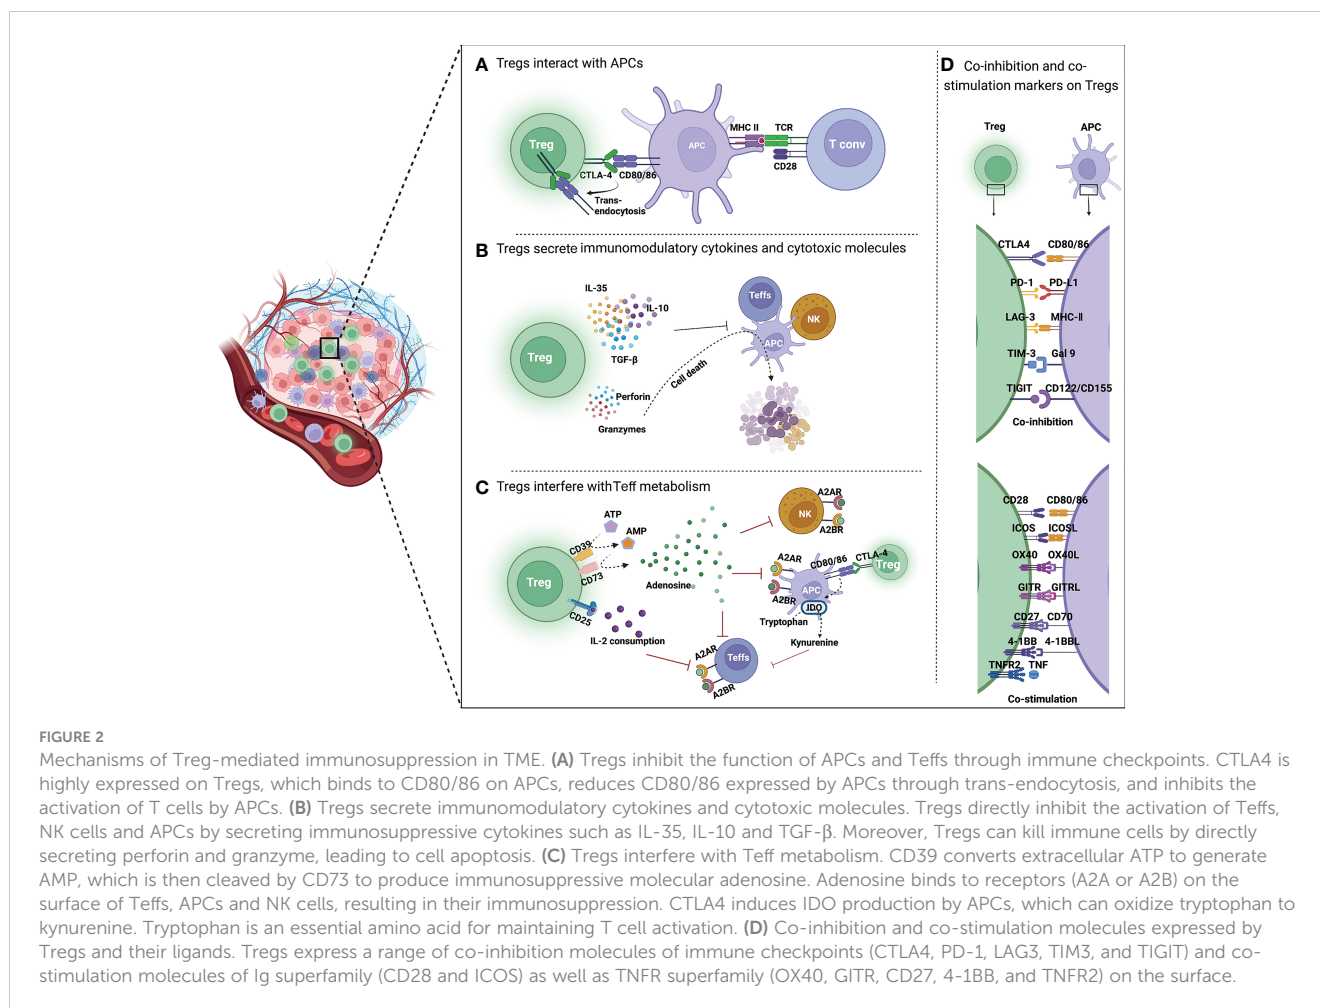 A Tregs interact with APCs
Treg
CTLA-4
CD80/86
Trans-
endocytosis
APC
MHC II
TCR
CD28
T conv
B Tregs secrete immunomodulatory cytokines and cytotoxic molecules
Treg
IL-35
IL-10
TGF-β
Perforin
Granzymes
Cell death
Teffs
NK
APC
C Tregs interfere with Teff metabolism
Treg
ATP
AMP
CD39
CD73
CD25
Adenosine
IL-2 consumption
A2AR
NK
A2BR
A2AR
CD80/86
CTLA-4
Treg
APC
A2BR
IDO
Tryptophan
Kynurenine
A2AR
Teffs
A2BR
D Co-inhibition and co-
stimulation markers on Tregs
Treg
APC
CTLA4 CD80/86
PD-1 PD-L1
LAG-3 MHC-II
TIM-3 Gal 9
TIGIT CD122/CD155
Co-inhibition
CD28 CD80/86
ICOS ICOSL
OX40 OX40L
GITR GITRL
CD27 CD70
4-1BB 4-1BBL
TNFR2 TNF
Co-stimulation
FIGURE 2
Mechanisms of Treg-mediated immunosuppression in TME. (A) Tregs inhibit the function of APCs and Teffs through immune checkpoints. CTLA4 is
highly expressed on Tregs, which binds to CD80/86 on APCs, reduces CD80/86 expressed by APCs through trans-endocytosis, and inhibits the
activation of T cells by APCs. (B) Tregs secrete immunomodulatory cytokines and cytotoxic molecules. Tregs directly inhibit the activation of Teffs,
NK cells and APCs by secreting immunosuppressive cytokines such as IL-35, IL-10 and TGF-β. Moreover, Tregs can kill immune cells by directly
secreting perforin and granzyme, leading to cell apoptosis. (C) Tregs interfere with Teff metabolism. CD39 converts extracellular ATP to generate
AMP, which is then cleaved by CD73 to produce immunosuppressive molecular adenosine. Adenosine binds to receptors (A2A or A2B) on the
surface of Teffs, APCs and NK cells, resulting in their immunosuppression. CTLA4 induces IDO production by APCs, which can oxidize tryptophan to
kynurenine. Tryptophan is an essential amino acid for maintaining T cell activation. (D) Co-inhibition and co-stimulation molecules expressed by
Tregs and their ligands. Tregs express a range of co-inhibition molecules of immune checkpoints (CTLA4, PD-1, LAG3, TIM3, and TIGIT) and co-
stimulation molecules of Ig superfamily (CD28 and ICOS) as well as TNFR superfamily (OX40, GITR, CD27, 4-1BB, and TNFR2) on the surface.